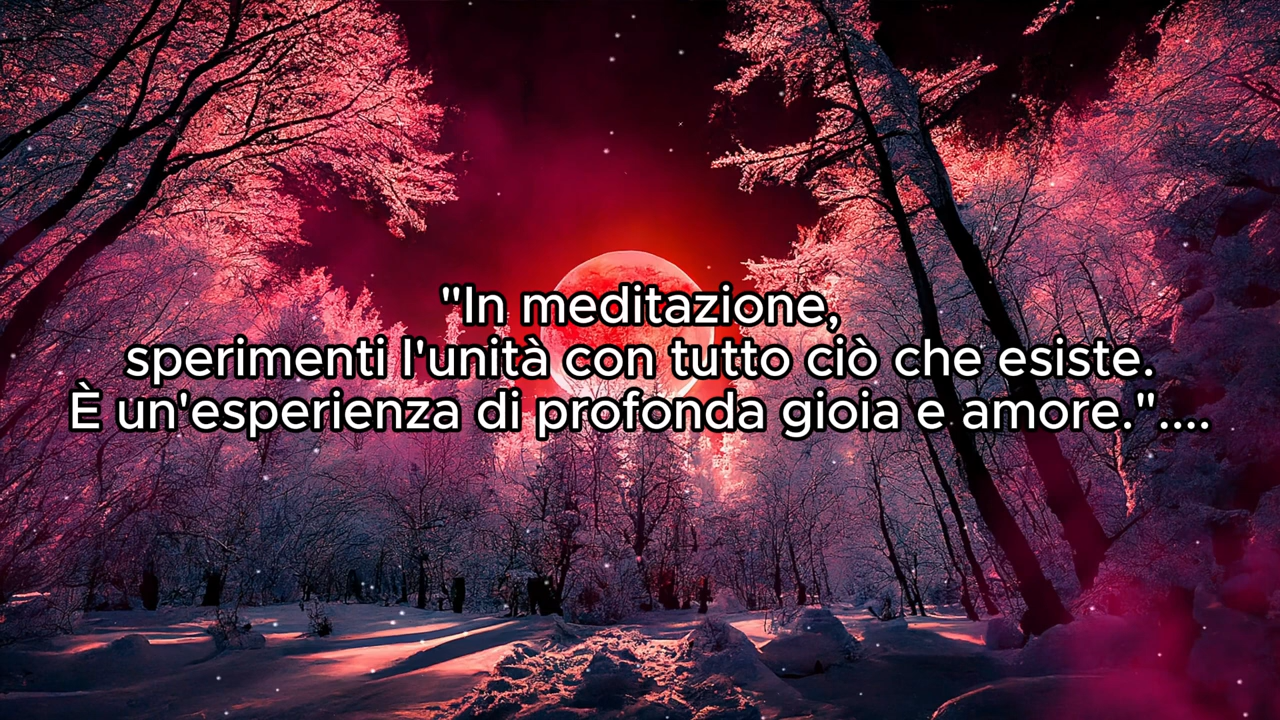 "In meditazione,
sperimenti l'unità con tutto ciò che esiste.
È un'esperienza di profonda gioia e amore."....